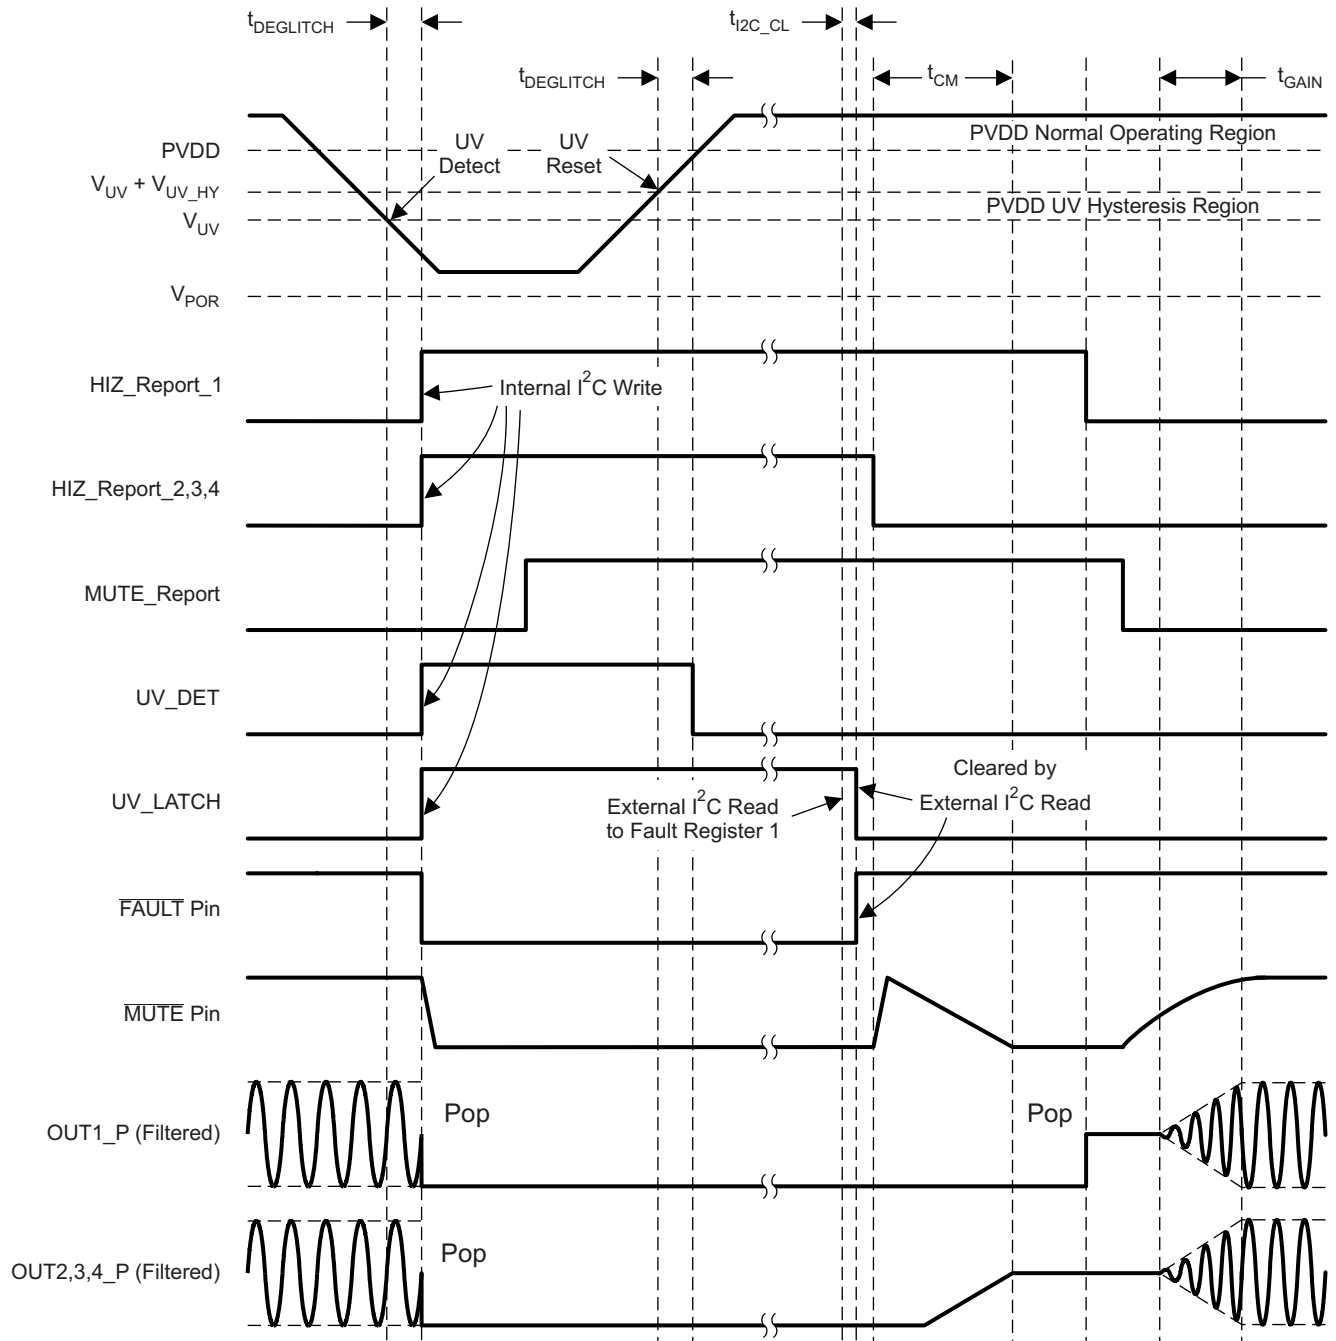 tDEGLITCH
tI2C_CL
tDEGLITCH
tCM
tGAIN
PVDD Normal Operating Region
PVDD
UV
Detect
UV
Reset
VUV + VUV_HY
PVDD UV Hysteresis Region
VUV
VPOR
HIZ_Report_1
Internal I2C Write
HIZ_Report_2,3,4
MUTE_Report
UV_DET
UV_LATCH
External I2C Read
to Fault Register 1
Cleared by
External I2C Read
FAULT Pin
MUTE Pin
Pop
Pop
OUT1_P (Filtered)
Pop
OUT2,3,4_P (Filtered)